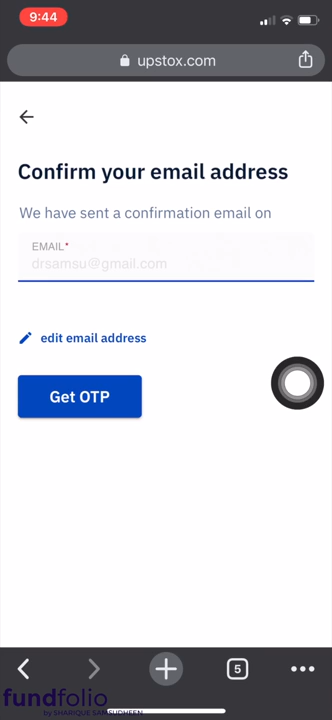 9:44
upstox.com
Confirm your email address
We have sent a confirmation email on
EMAIL*
drsamsu@gmail.com
edit email address
Get OTP
5
fundfolio
by SHARIQUE SAMSUDHEEN